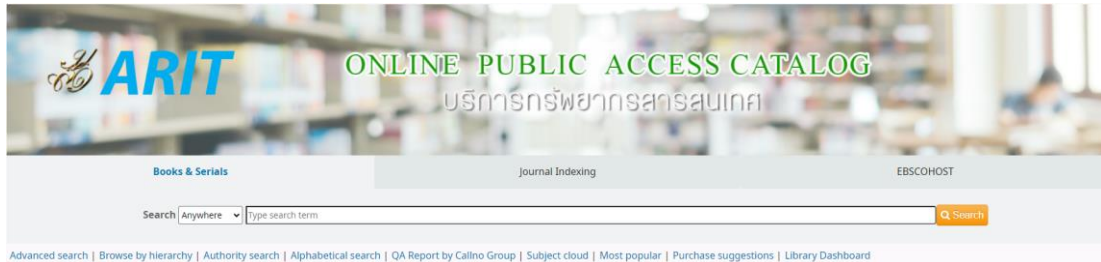 ARIT
ONLINE PUBLIC ACCESS CATALOG
บริการทรัพยากรสารสนเทศ
Books & Serials Journal Indexing EBSCOHOST
Search Anywhere Type search term Search
Advanced search | Browse by hierarchy | Authority search | Alphabetical search | QA Report by Callno Group | Subject cloud | Most popular | Purchase suggestions | Library Dashboard